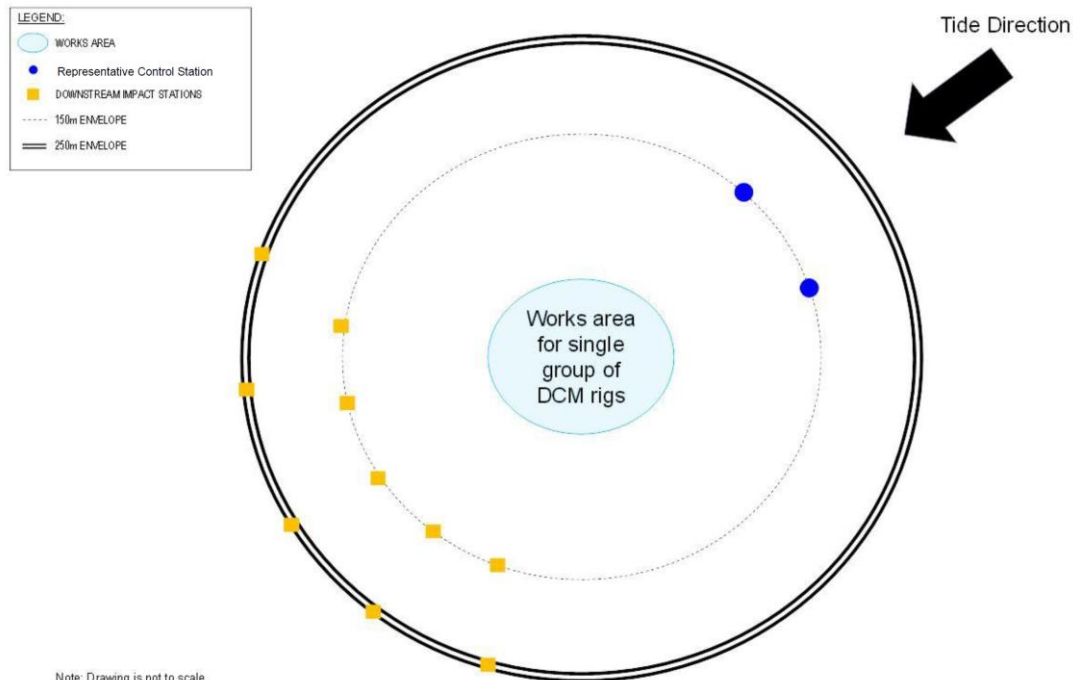 LEGEND:
WORKS AREA
Representative Control Station
DOWNSTREAM IMPACT STATIONS
150m ENVELOPE
250m ENVELOPE
Tide Direction
Works area
for single
group of
DCM rigs
Note: Drawing is not to scale